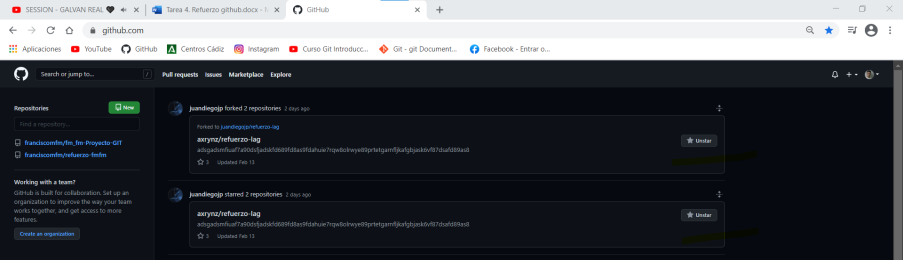 SESSION - GALVAN REAL
Tarea 4. Refuerzo github.docx -
GitHub
github.com
Aplicaciones
YouTube
GitHub
Centros Cádiz
Instagram
Curso Git Introducc...
Git - git Document...
Facebook - Entrar o...
Search or jump to...
/
Pull requests
Issues
Marketplace
Explore
Repositories
New
Find a repository...
franciscomfm/fm_fm-Proyecto-GIT
franciscomfm/refuerzo-fmfm
Working with a team?
GitHub is built for collaboration. Set up an
organization to improve the way your team
works together, and get access to more
features.
Create an organization
juandiegojp forked 2 repositories 2 days ago
Forked to juandiegojp/refuerzo-lag
axrynz/refuerzo-lag
Unstar
3 Updated Feb 13
juandiegojp starred 2 repositories 2 days ago
axrynz/refuerzo-lag
Unstar
3 Updated Feb 13